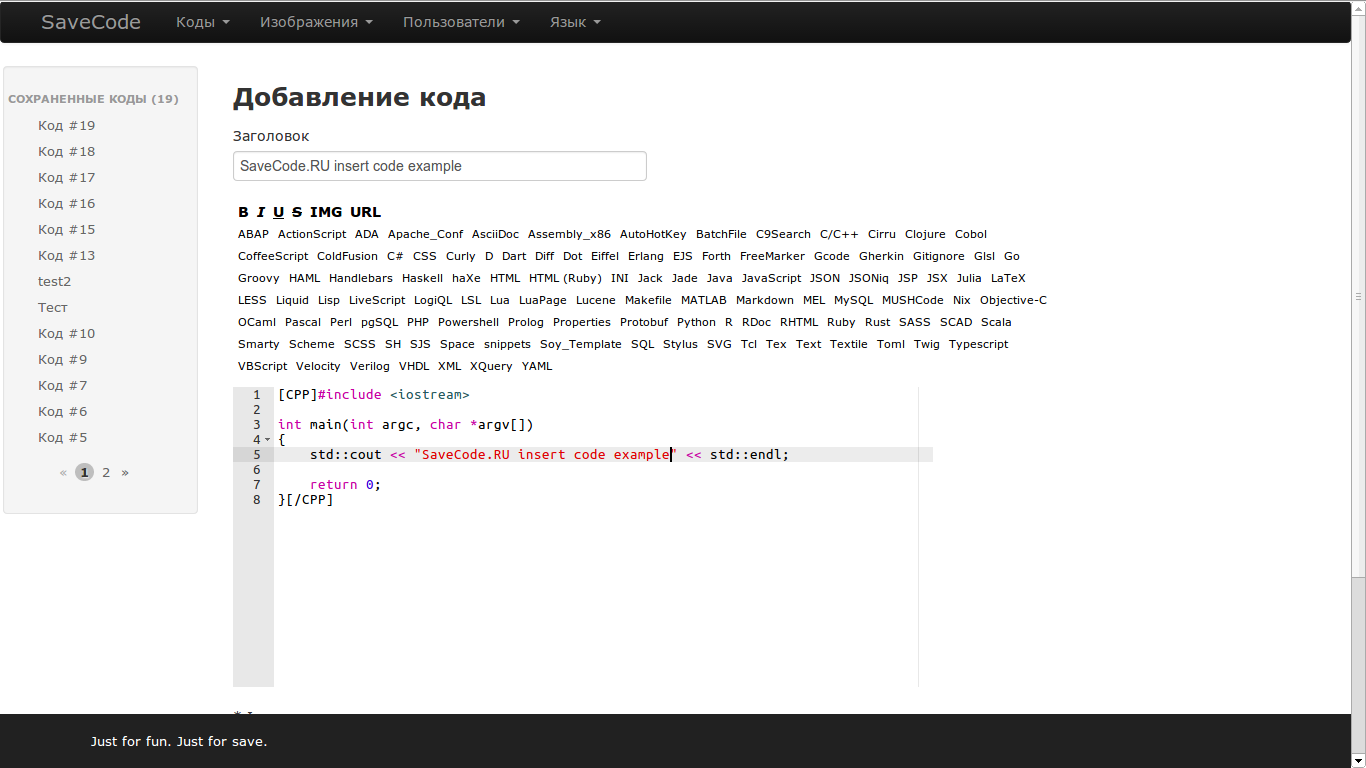 SaveCode Коды Изображения Пользователи Язык
СОХРАНЕННЫЕ КОДЫ (19)
Код #19
Код #18
Код #17
Код #16
Код #15
Код #13
test2
Тест
Код #10
Код #9
Код #7
Код #6
Код #5
« 1 2 »
Добавление кода
Заголовок
SaveCode.RU insert code example
B I U S IMG URL
ABAP ActionScript ADA Apache_Conf AsciiDoc Assembly_x86 AutoHotKey BatchFile C9Search C/C++ Cirru Clojure Cobol
CoffeeScript ColdFusion C# CSS Curly D Dart Diff Dot Eiffel Erlang EJS Forth FreeMarker Gcode Gherkin Gitignore Glsl Go
Groovy HAML Handlebars Haskell haXe HTML HTML (Ruby) INI Jack Jade Java JavaScript JSON JSONiq JSP JSX Julia LaTeX
LESS Liquid Lisp LiveScript LogiQL LSL Lua LuaPage Lucene Makefile MATLAB Markdown MEL MySQL MUSHCode Nix Objective-C
OCaml Pascal Perl pgSQL PHP Powershell Prolog Properties Protobuf Python R RDoc RHTML Ruby Rust SASS SCAD Scala
Smarty Scheme SCSS SH SJS Space snippets Soy_Template SQL Stylus SVG Tcl Tex Text Textile Toml Twig Typescript
VBScript Velocity Verilog VHDL XML XQuery YAML
1 [CPP]#include <iostream>
2
3 int main(int argc, char *argv[])
4 {
5 std::cout << "SaveCode.RU insert code example" << std::endl;
6
7 return 0;
8 }[/CPP]
Just for fun. Just for save.